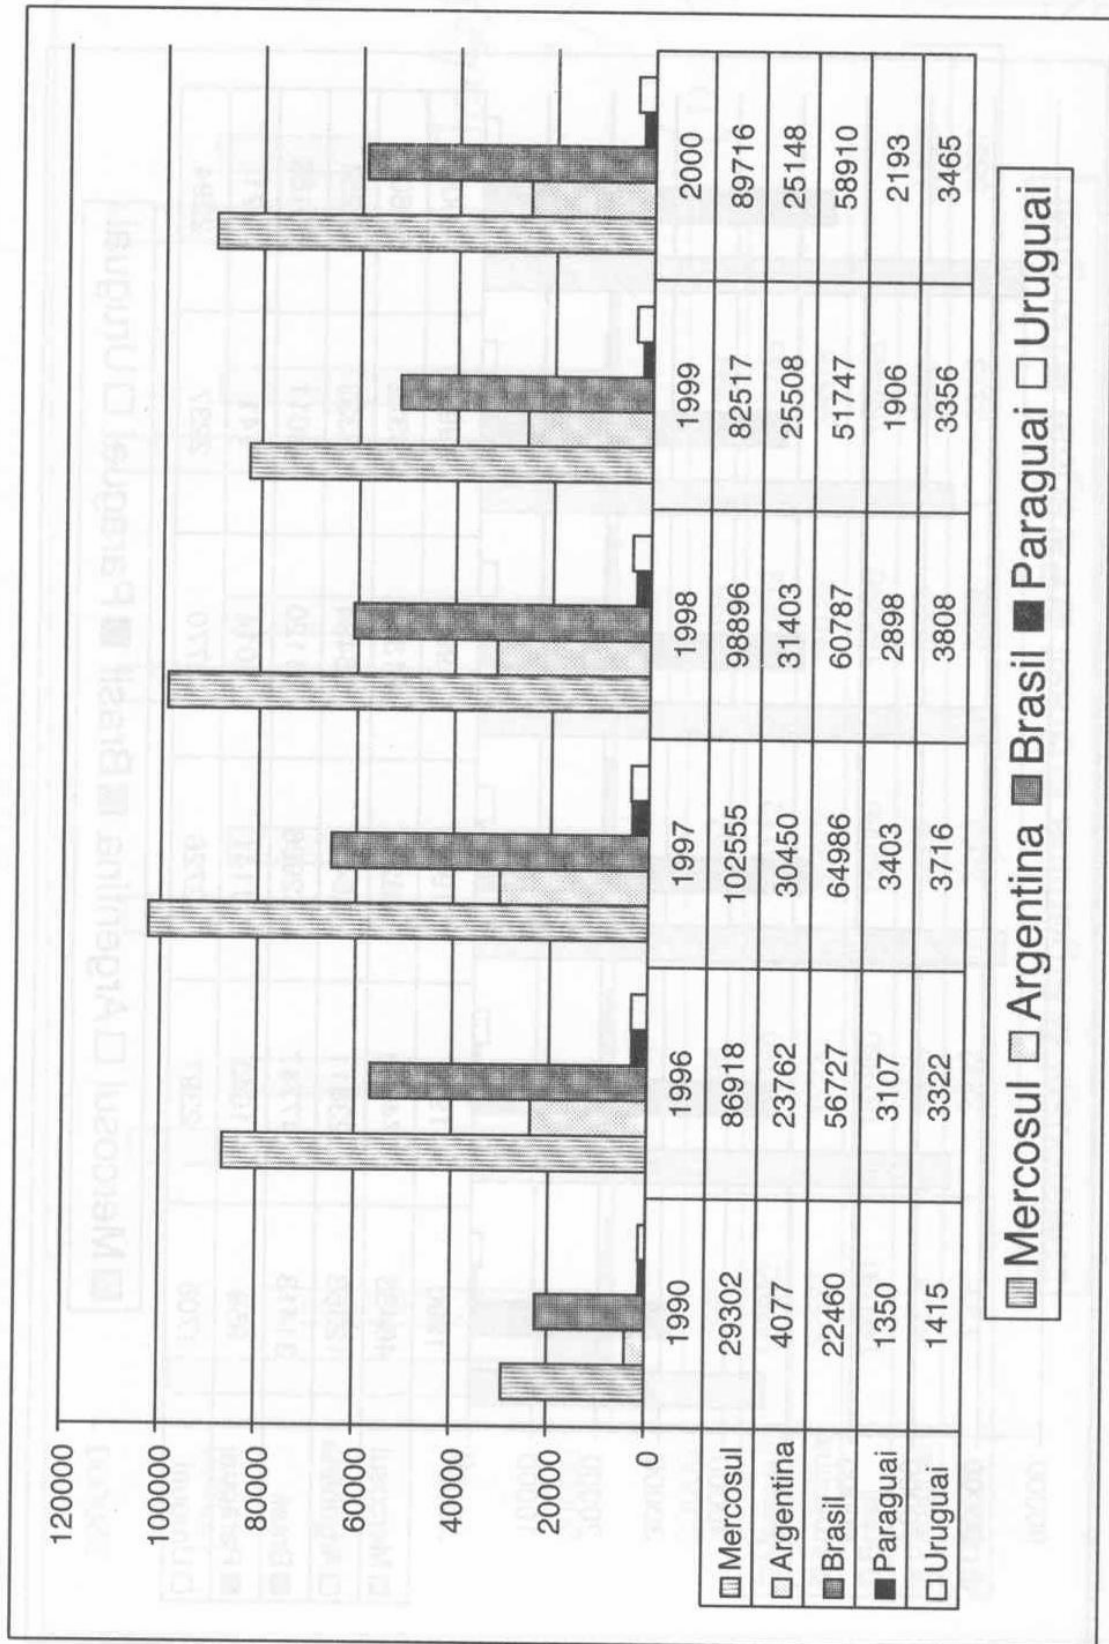 120000
100000
80000
60000
40000
20000
0
1990 1996 1997 1998 1999 2000
Mercosul 29302 86918 102555 98896 82517 89716
Argentina 4077 23762 30450 31403 25508 25148
Brasil 22460 56727 64986 60787 51747 58910
Paraguai 1350 3107 3403 2898 1906 2193
Uruguai 1415 3322 3716 3808 3356 3465
Mercosul Argentina Brasil Paraguai Uruguai